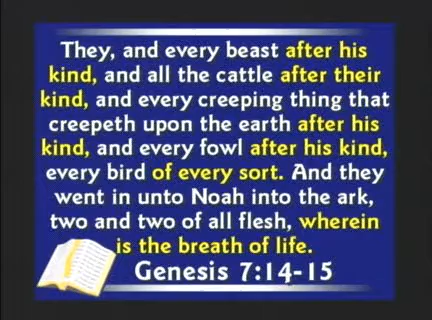 They, and every beast after his
kind, and all the cattle after their
kind, and every creeping thing that
creepeth upon the earth after his
kind, and every fowl after his kind,
every bird of every sort. And they
went in unto Noah into the ark,
two and two of all flesh, wherein
is the breath of life.
Genesis 7:14-15